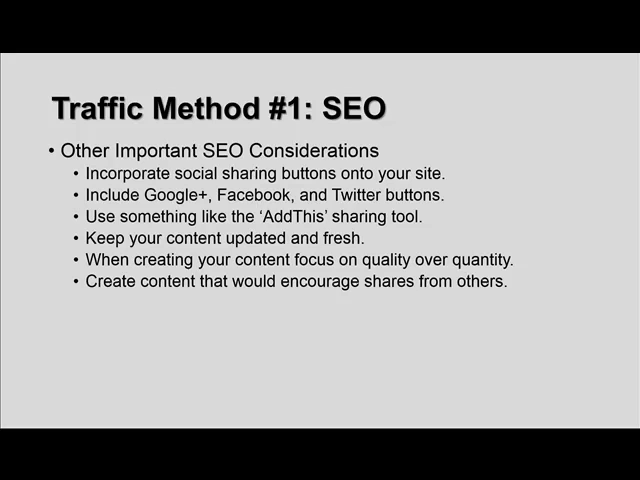 Traffic Method #1: SEO
• Other Important SEO Considerations
• Incorporate social sharing buttons onto your site.
• Include Google+, Facebook, and Twitter buttons.
• Use something like the ‘AddThis’ sharing tool.
• Keep your content updated and fresh.
• When creating your content focus on quality over quantity.
• Create content that would encourage shares from others.